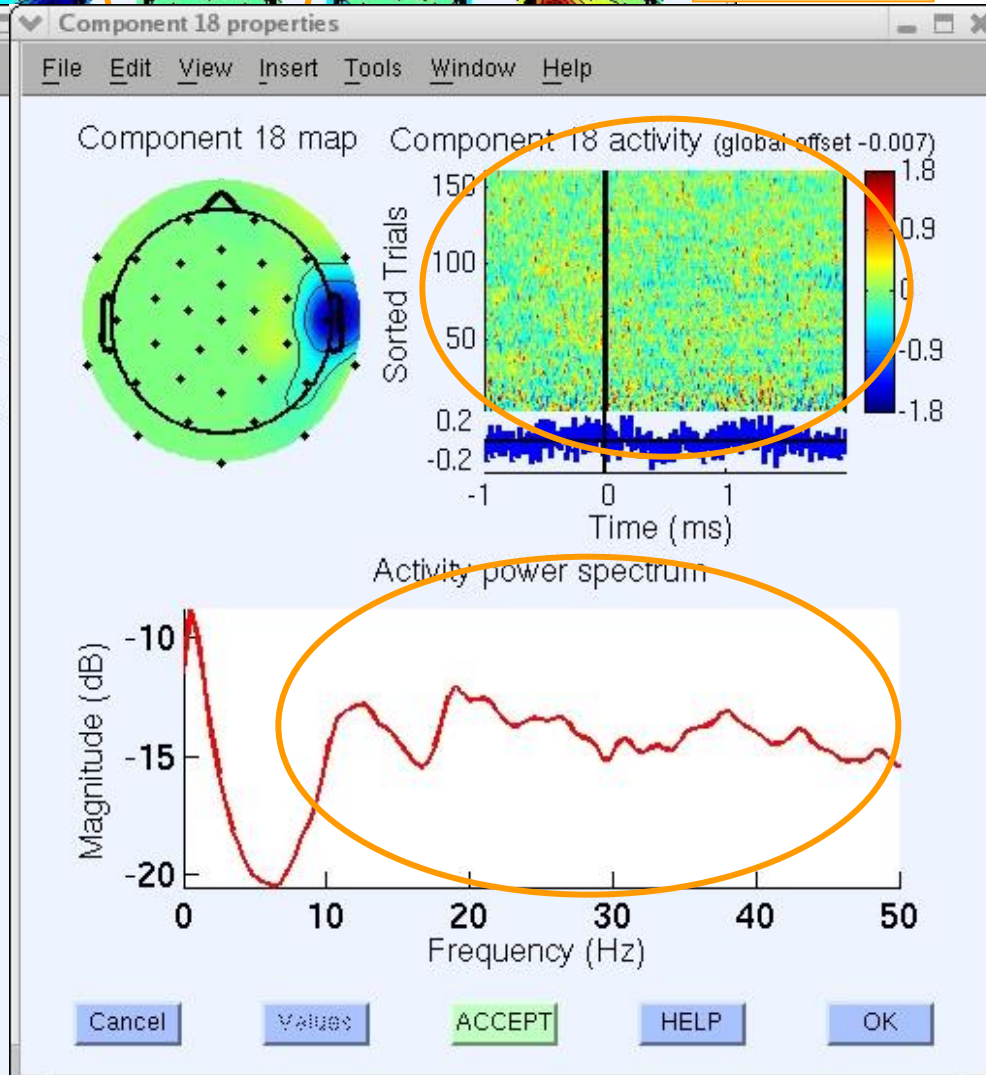 Component 18 properties
File Edit View Insert Tools Window Help
Component 18 map
Component 18 activity (global offset -0.007)
Sorted Trials
150
100
50
0.2
-0.2
1.8
0.9
0
-0.9
-1.8
-1 0 1
Time (ms)
Activity power spectrum
Magnitude (dB)
-10
-15
-20
0 10 20 30 40 50
Frequency (Hz)
Cancel Values ACCEPT HELP OK